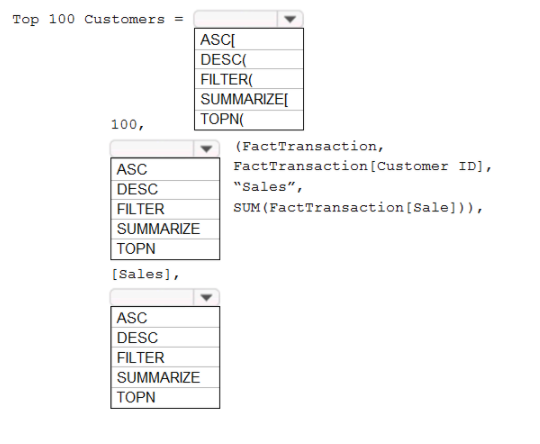 Top 100 Customers =
ASC[
DESC(
FILTER(
SUMMARIZE[
TOPN(
100,
(FactTransaction,
FactTransaction[Customer ID],
“Sales”,
SUM(FactTransaction[Sale])),
ASC
DESC
FILTER
SUMMARIZE
TOPN
[Sales],
ASC
DESC
FILTER
SUMMARIZE
TOPN